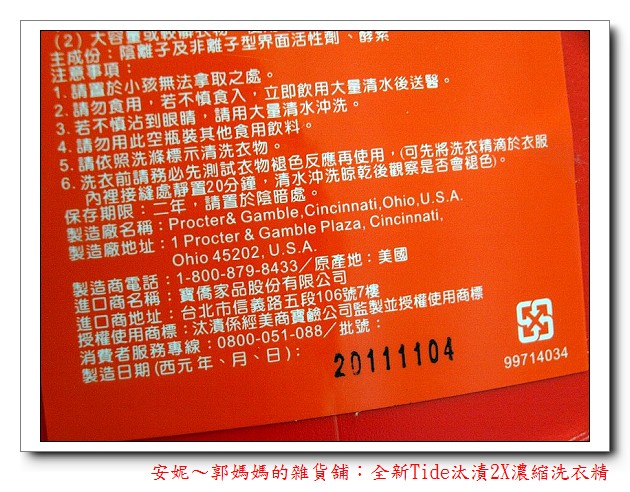 (2) 大容量或較髒衣物
主成份：陰離子及非離子型界面活性劑、酵素
注意事項：
1. 請置於小孩無法拿取之處。
2. 請勿食用，若不慎食入，立即飲用大量清水後送醫。
3. 若不慎沾到眼睛，請用大量清水沖洗。
4. 請勿用此空瓶裝其他食用飲料。
5. 請依照洗滌標示清洗衣物。
6. 洗衣前請務必先測試衣物褪色反應再使用，(可先將洗衣精滴於衣服
內裡接縫處靜置20分鐘，清水沖洗晾乾後觀察是否會褪色)。
保存期限：二年，請置於陰暗處。
製造廠名稱：Procter& Gamble,Cincinnati,Ohio,U.S.A.
製造廠地址：1 Procter & Gamble Plaza, Cincinnati,
Ohio 45202, U.S.A.
製造商電話：1-800-879-8433／原產地：美國
進口商名稱：寶僑家品股份有限公司
進口商地址：台北市信義路五段106號7樓
授權使用商標：汰漬係經美商寶鹼公司監製並授權使用商標
消費者服務專線：0800-051-088／批號：
製造日期(西元年、月、日)：
20111104
99714034
安妮～郭媽媽的雜貨舖：全新Tide汰漬2X濃縮洗衣精